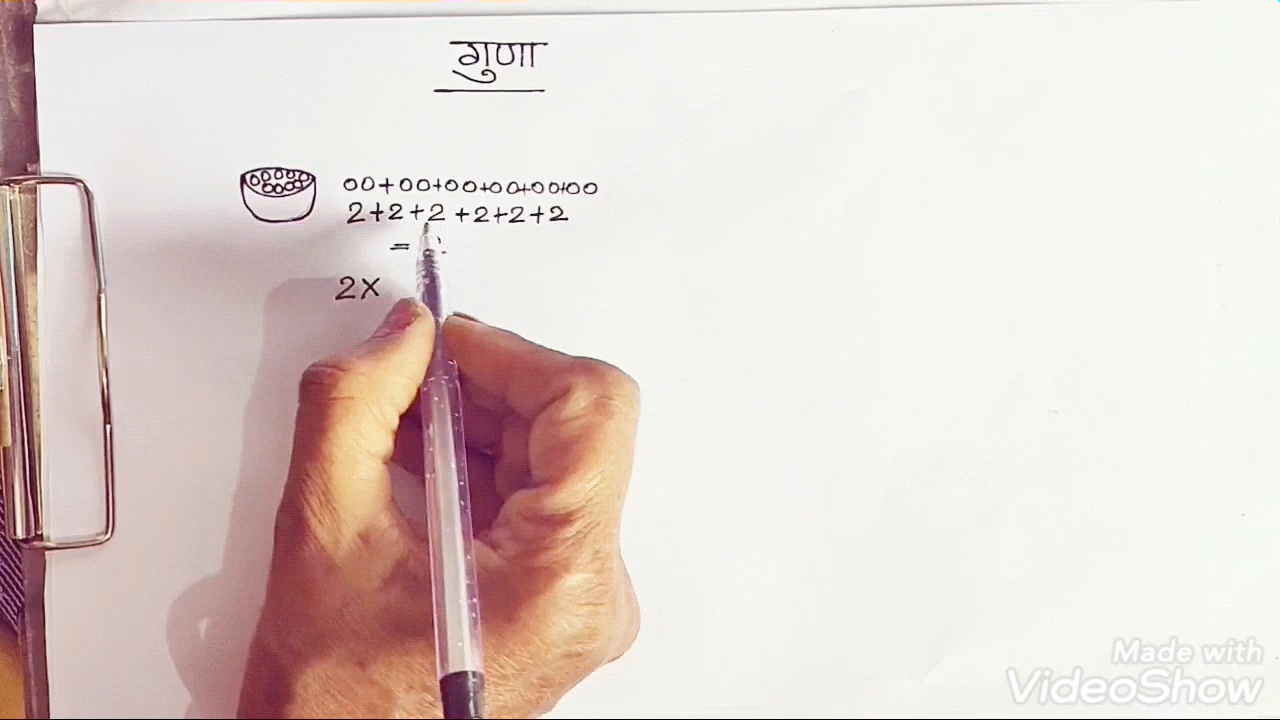 गुणा
00+00+00+00+00+00
2+2+2+2+2+2
=
2x
Made with
VideoShow